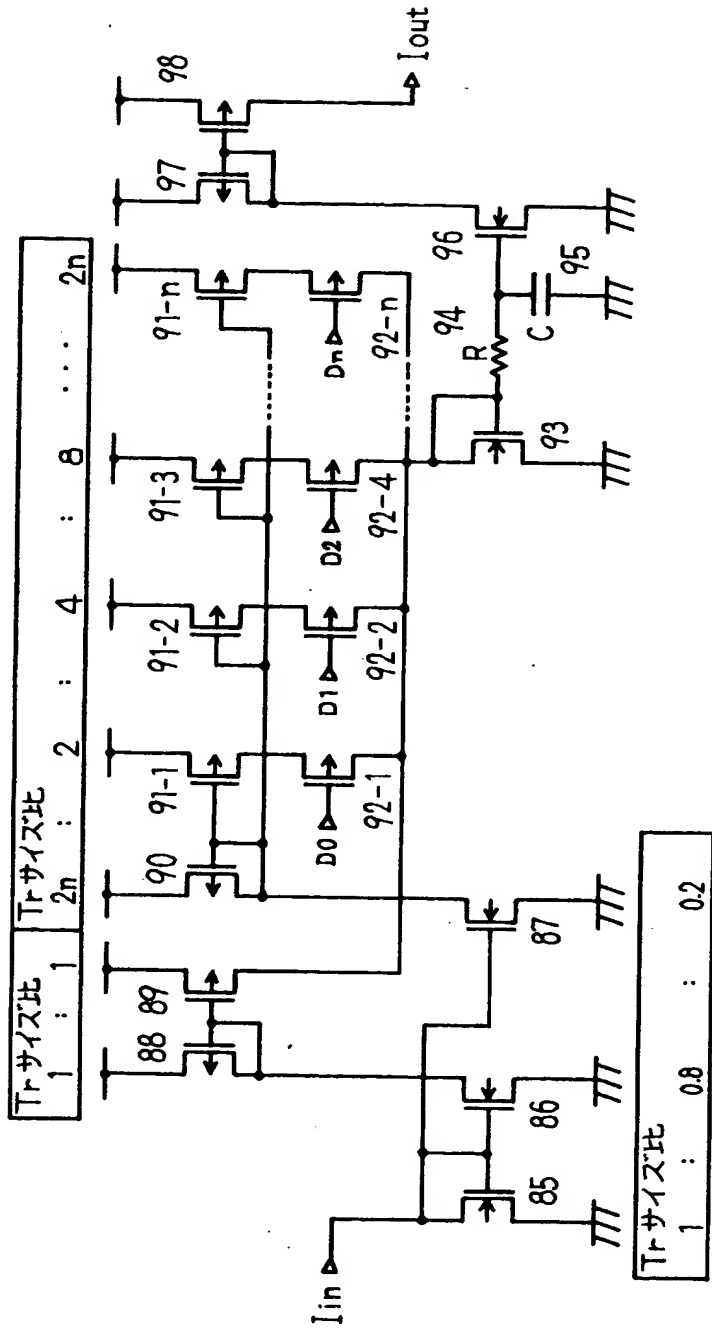 Trサイズ比 Trサイズ比
1 : 1 2n : 2 : 4 : 8 ... 2n
88 89 90 91-1 91-2 91-3 91-n 97 98
D0 D1 D2 Dn
92-1 92-2 92-4 92-n
Iout
Iin
85 86 87
93 R 94 C 95 96
Trサイズ比
1 : 0.8 : 0.2